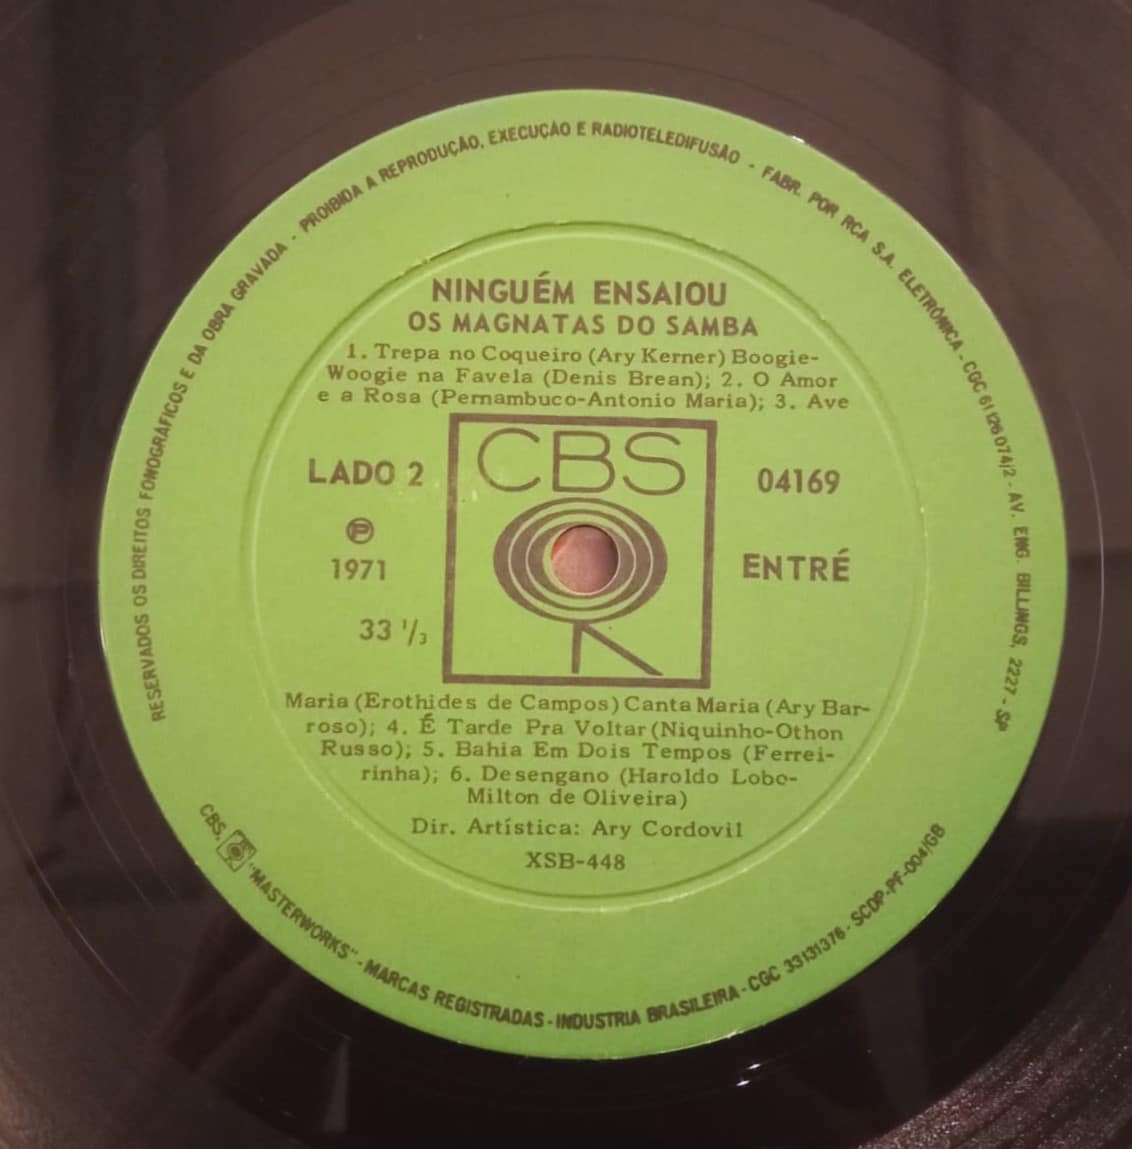 RESERVADOS OS DIREITOS FONOGRÁFICOS E DA OBRA GRAVADA - PROIBIDA A REPRODUÇÃO, EXECUÇÃO E RADIOTELEDIFUSÃO - FABR. POR RCA S.A. ELETRÔNICA - CGC 61126074/2 - AV. ENG. BILLINGS, 2227 - SP
NINGUÉM ENSAIOU
OS MAGNATAS DO SAMBA
1. Trepa no Coqueiro (Ary Kerner) Boogie-
Woogie na Favela (Denis Brean); 2. O Amor
e a Rosa (Pernambuco-Antonio Maria); 3. Ave
CBS
LADO 2
04169
℗
1971
ENTRÉ
33 1/3
Maria (Erothides de Campos) Canta Maria (Ary Bar-
roso); 4. É Tarde Pra Voltar (Niquinho-Othon
Russo); 5. Bahia Em Dois Tempos (Ferrei-
rinha); 6. Desengano (Haroldo Lobo-
Milton de Oliveira)
Dir. Artística: Ary Cordovil
XSB-448
CBS, "MASTERWORKS" - MARCAS REGISTRADAS - INDUSTRIA BRASILEIRA - CGC 33131376 - SCDP-PF-004/GB